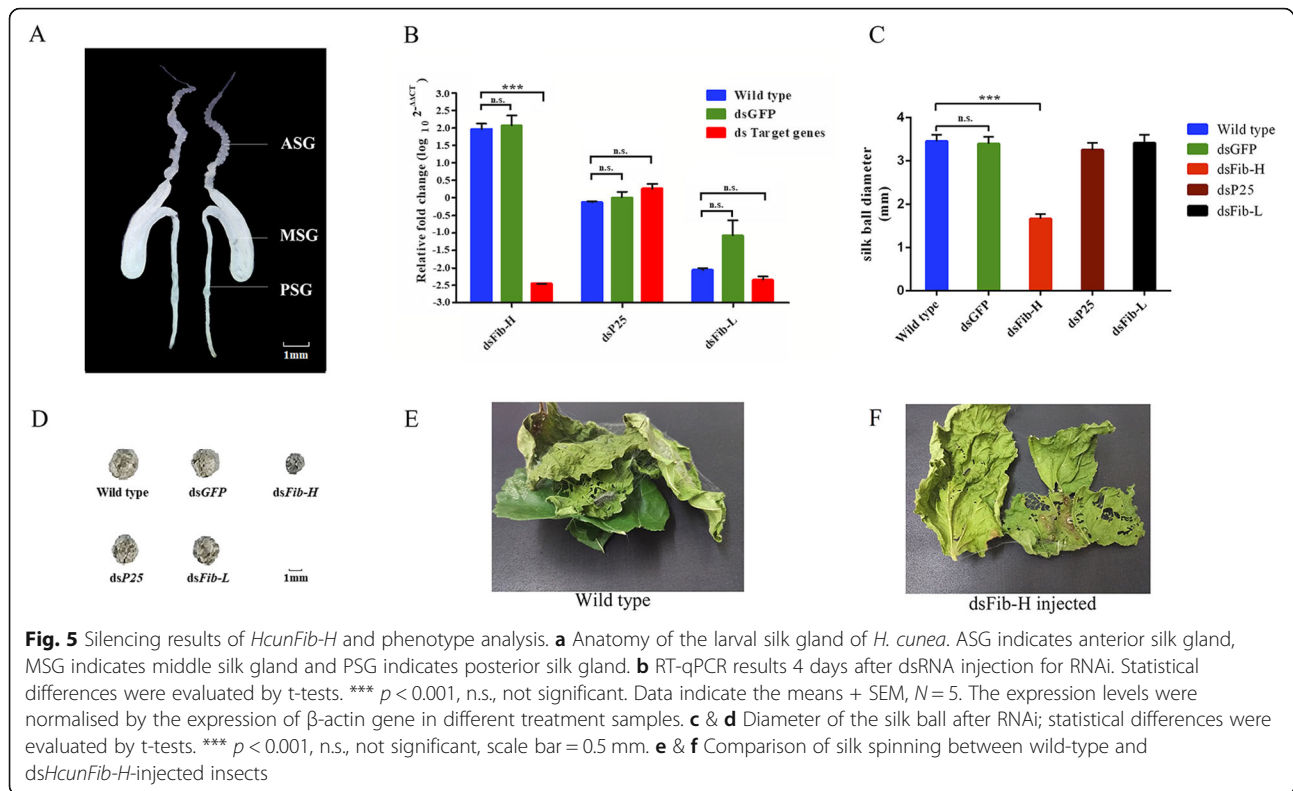 A
ASG
MSG
PSG
1mm
B
Relative fold change (log 10 2-ΔΔCT)
3.0
2.5
2.0
1.5
1.0
0.5
0
-0.5
-1.0
-1.5
-2.0
-2.5
-3.0
***
n.s.
n.s.
n.s.
n.s.
n.s.
Wild type
dsGFP
ds Target genes
dsFib-H
dsP25
dsFib-L
C
silk ball diameter
(mm)
6
4
2
0
***
n.s.
Wild type
dsGFP
dsFib-H
dsP25
dsFib-L
Wild type
dsGFP
dsFib-H
dsP25
dsFib-L
D
Wild type
dsGFP
dsFib-H
dsP25
dsFib-L
1mm
E
Wild type
F
dsFib-H injected
Fig. 5 Silencing results of HcunFib-H and phenotype analysis. a Anatomy of the larval silk gland of H. cunea. ASG indicates anterior silk gland,
MSG indicates middle silk gland and PSG indicates posterior silk gland. b RT-qPCR results 4 days after dsRNA injection for RNAi. Statistical
differences were evaluated by t-tests. *** p < 0.001, n.s., not significant. Data indicate the means + SEM, N = 5. The expression levels were
normalised by the expression of β-actin gene in different treatment samples. c & d Diameter of the silk ball after RNAi; statistical differences were
evaluated by t-tests. *** p < 0.001, n.s., not significant, scale bar = 0.5 mm. e & f Comparison of silk spinning between wild-type and
dsHcunFib-H-injected insects